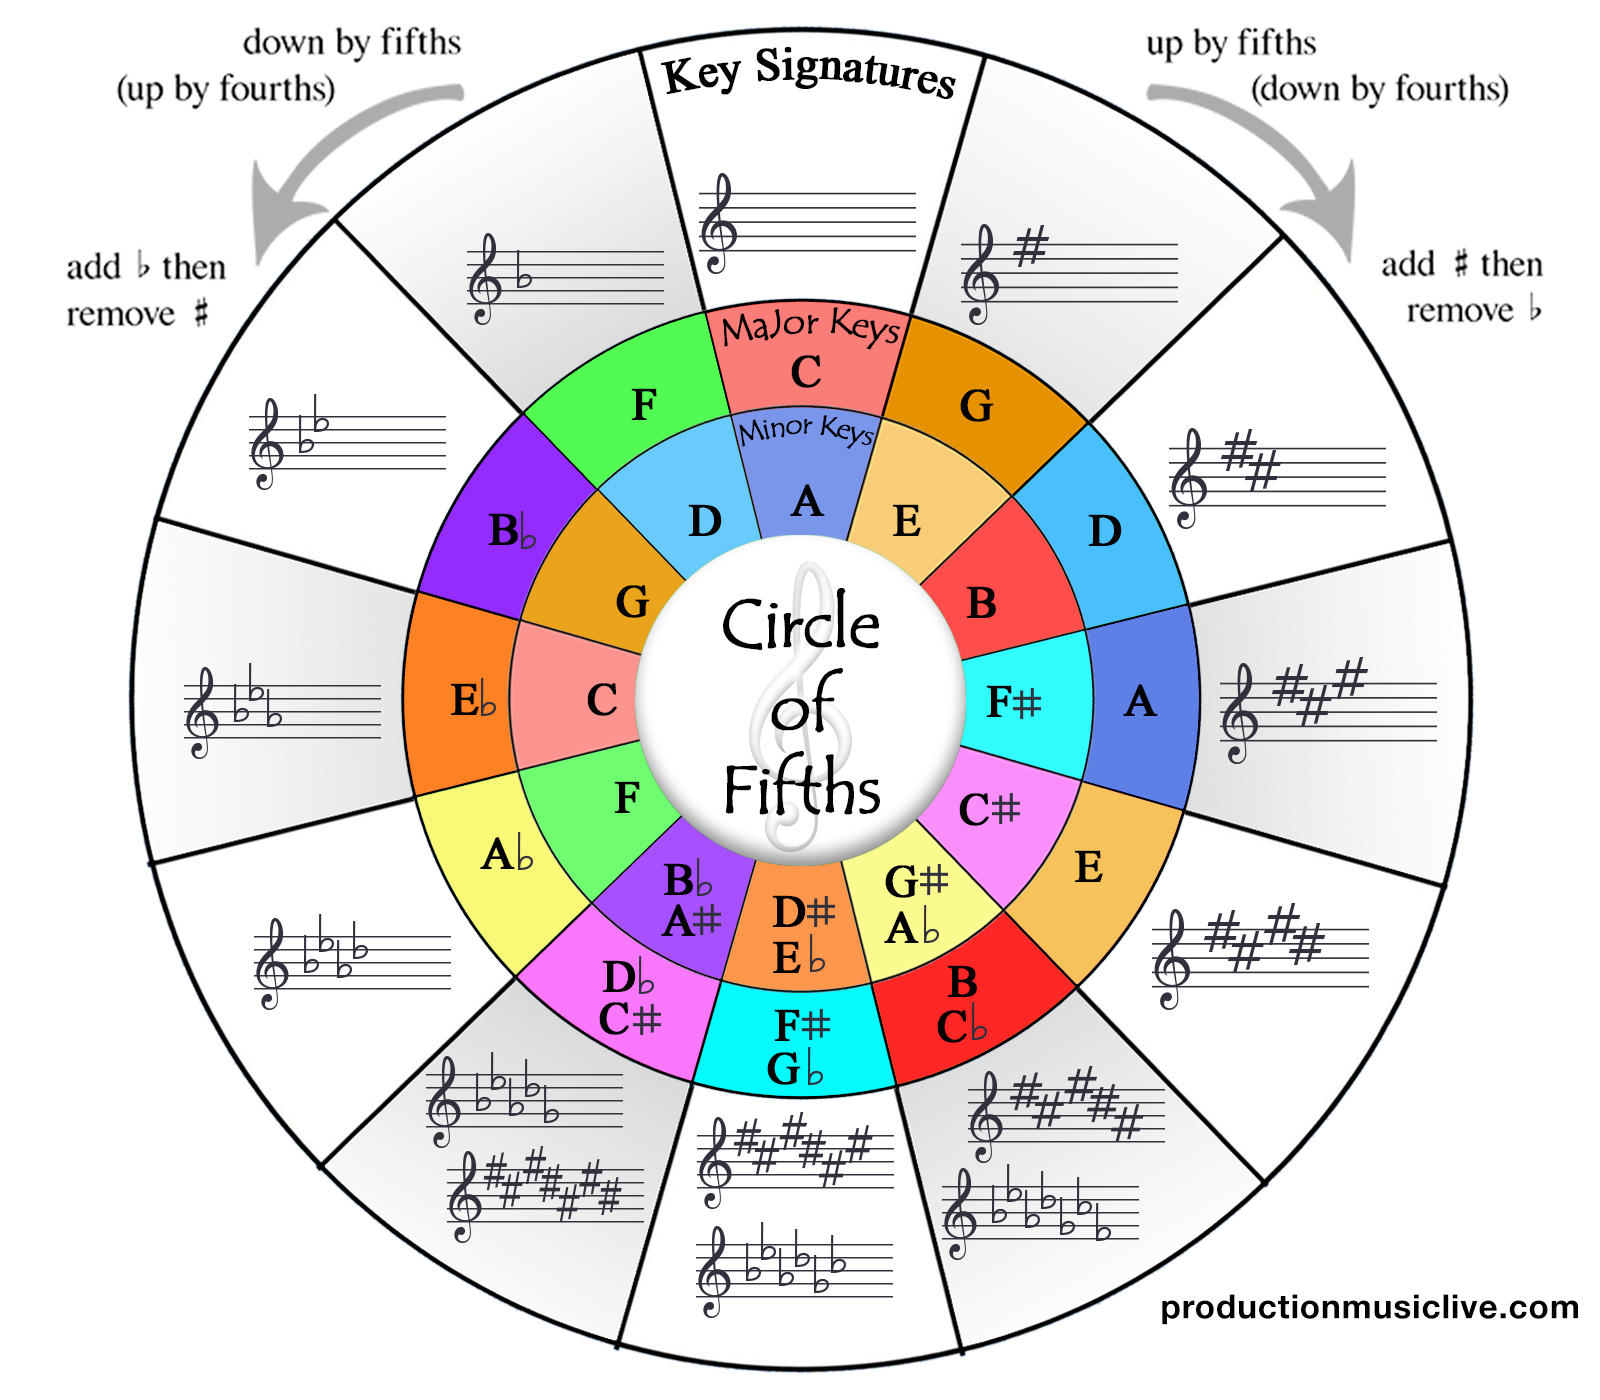 down by fifths
(up by fourths)
add ♭ then
remove ♯
up by fifths
(down by fourths)
add ♯ then
remove ♭
Key Signatures
Major Keys
C
G
D
A
E
B
C♭
F♯
G♭
D♭
C♯
A♭
E♭
B♭
F
Minor Keys
A
E
B
F♯
C♯
G♯
A♭
D♯
E♭
B♭
A♯
F
C
G
D
Circle
of
Fifths
productionmusiclive.com